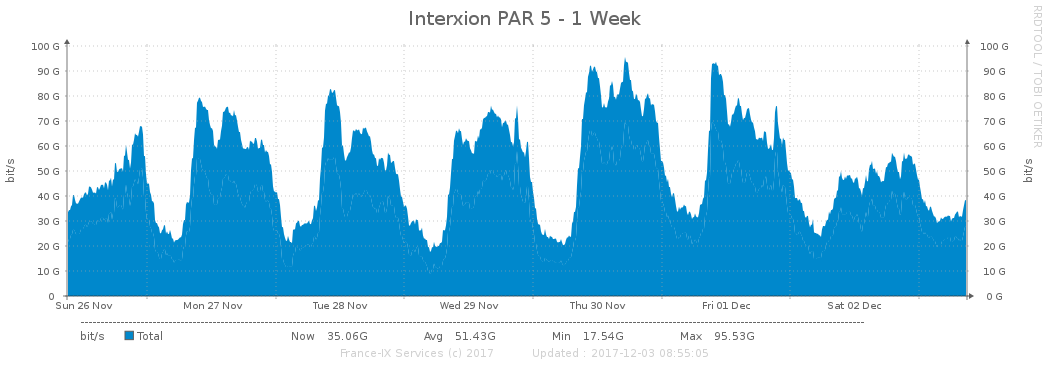 Interxion PAR 5 - 1 Week
RRDTOOL / TOBI OETIKER
bit/s
100 G
90 G
80 G
70 G
60 G
50 G
40 G
30 G
20 G
10 G
0
100 G
90 G
80 G
70 G
60 G
50 G
40 G
30 G
20 G
10 G
0 G
bit/s
Sun 26 Nov Mon 27 Nov Tue 28 Nov Wed 29 Nov Thu 30 Nov Fri 01 Dec Sat 02 Dec
bit/s Total Now 35.06G Avg 51.43G Min 17.54G Max 95.53G
France-IX Services (c) 2017 Updated : 2017-12-03 08:55:05